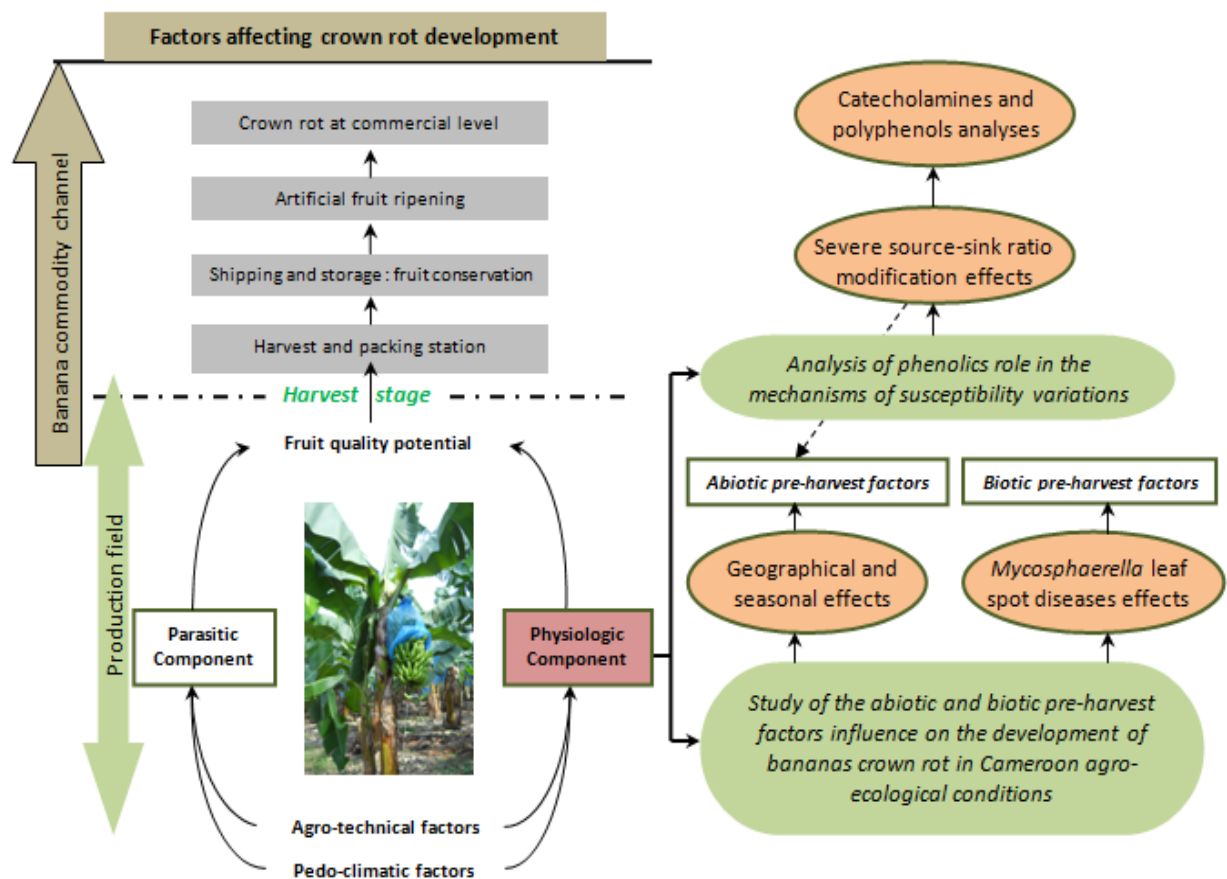 Factors affecting crown rot development
Banana commodity channel
Crown rot at commercial level
Artificial fruit ripening
Shipping and storage : fruit conservation
Harvest and packing station
Harvest stage
Fruit quality potential
Production field
Parasitic
Component
Physiologic
Component
Agro-technical factors
Pedo-climatic factors
Catecholamines and
polyphenols analyses
Severe source-sink ratio
modification effects
Analysis of phenolics role in the
mechanisms of susceptibility variations
Abiotic pre-harvest factors
Biotic pre-harvest factors
Geographical and
seasonal effects
Mycosphaerella leaf
spot diseases effects
Study of the abiotic and biotic pre-harvest
factors influence on the development of
bananas crown rot in Cameroon agro-
ecological conditions